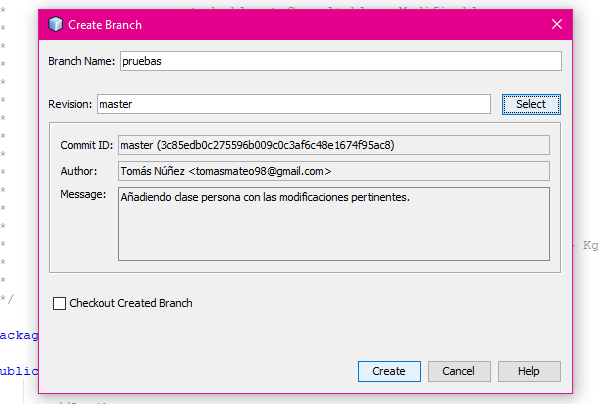 Create Branch
Branch Name: pruebas
Revision: master Select
Commit ID: master (3c85edb0c275596b009c0c3af6c48e1674f95ac8)
Author: Tomás Núñez <tomasmateo98@gmail.com>
Message: Añadiendo clase persona con las modificaciones pertinentes.
Kg
*/
Checkout Created Branch
ackag
ublic
Create Cancel Help